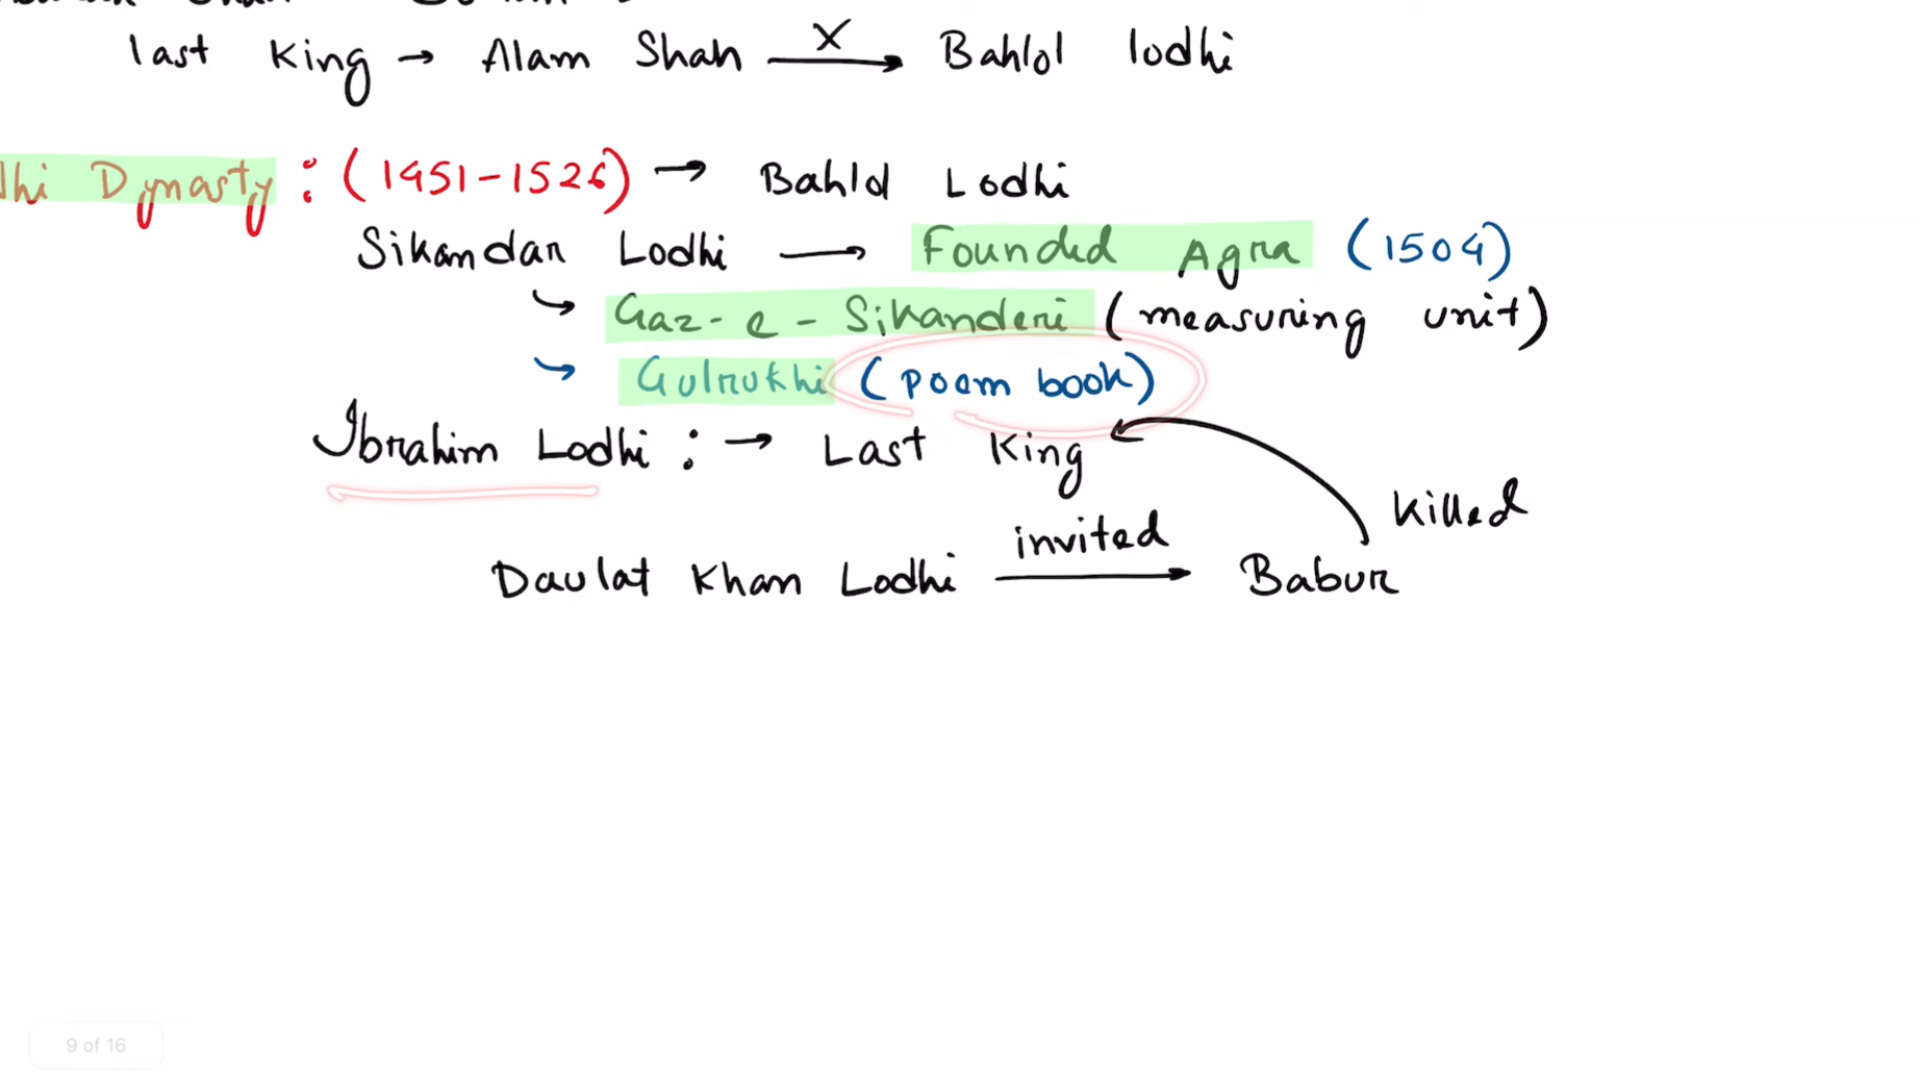 last King → Alam Shah X → Bahlol lodhi
dhi Dynasty : (1451-1526) → Bahlol Lodhi
Sikandar Lodhi → Founded Agra (1504)
↳ Gaz-e-Sikanderi (measuring unit)
↳ Gulrukhi (poem book)
Ibrahim Lodhi : → Last King
Killed
invited
Daulat Khan Lodhi → Babur
9 of 16